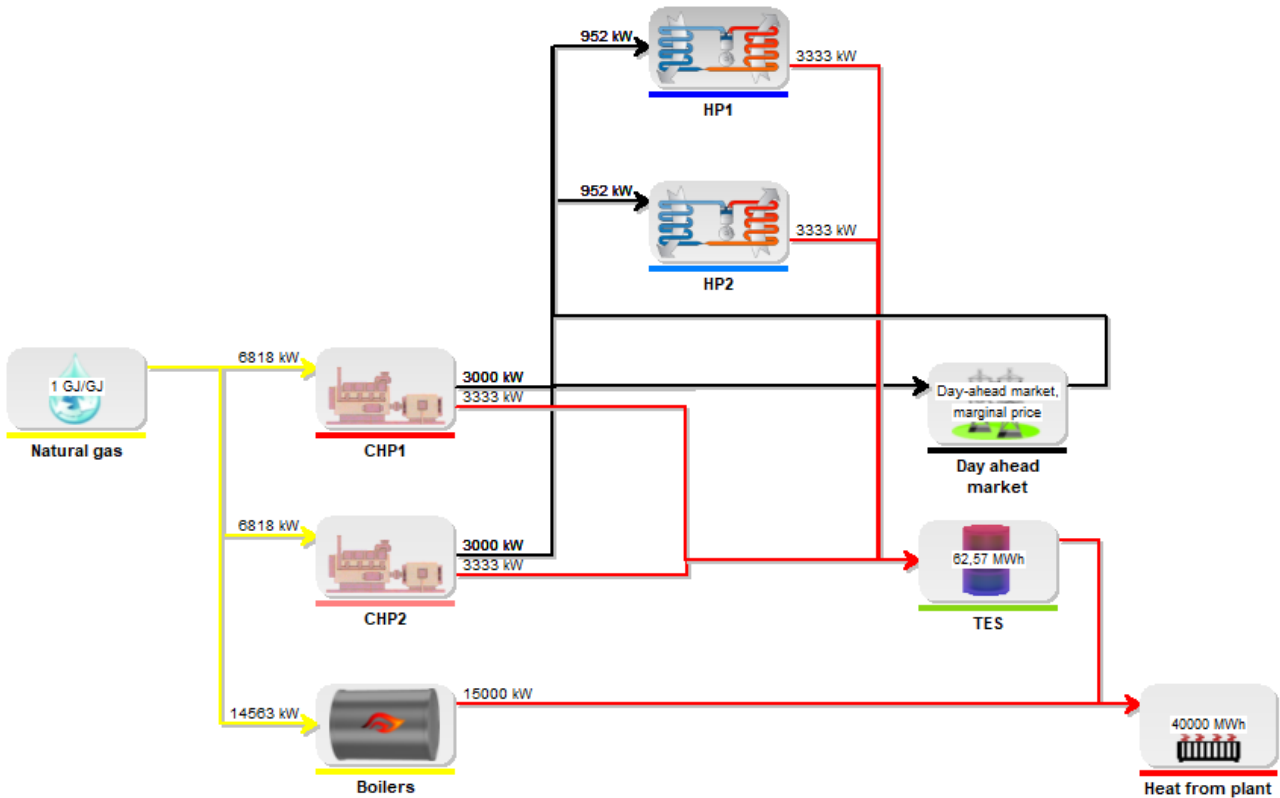 952 kW
3333 kW
HP1
952 kW
3333 kW
HP2
1 GJ/GJ
Natural gas
6818 kW
3000 kW
3333 kW
CHP1
Day-ahead market,
marginal price
Day ahead
market
6818 kW
3000 kW
3333 kW
CHP2
62,57 MWh
TES
14563 kW
15000 kW
Boilers
40000 MWh
Heat from plant